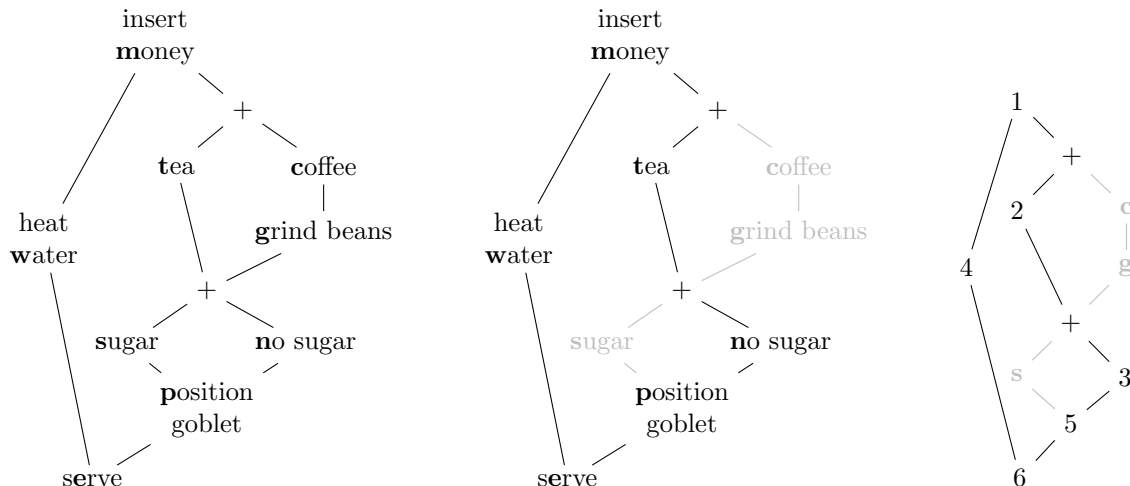 insert
money
+
tea
coffee
heat
water
grind beans
+
sugar
no sugar
position
goblet
serve
insert
money
+
tea
coffee
heat
water
grind beans
+
sugar
no sugar
position
goblet
serve
1
+
2
c
4
g
+
s
3
5
6